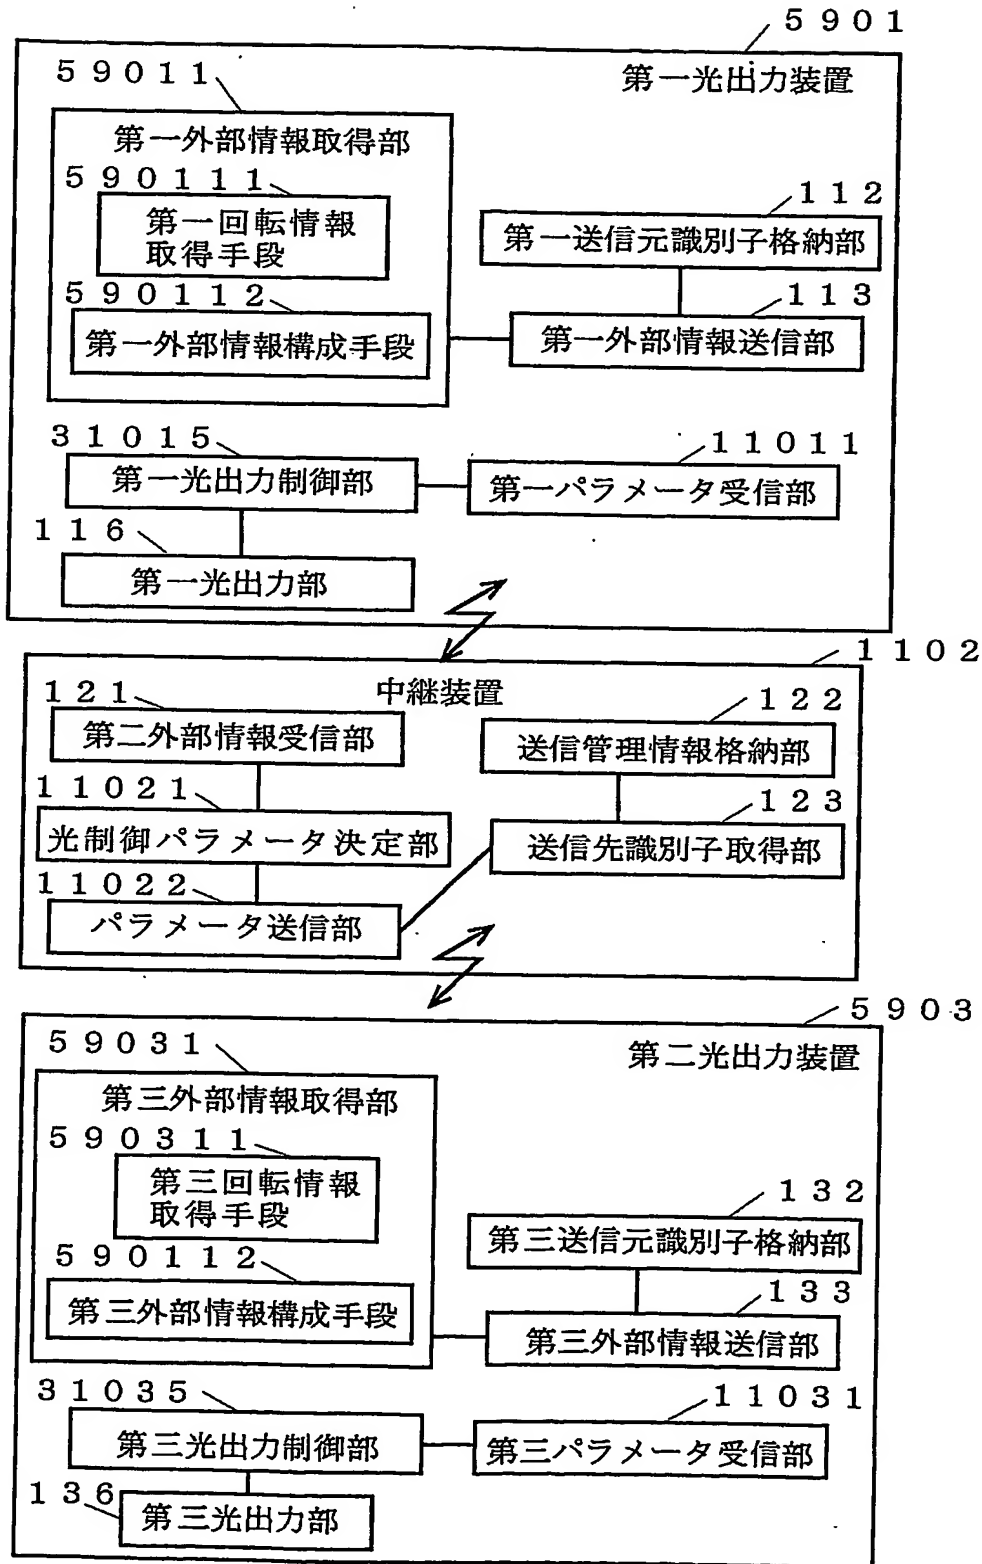 5901
第一光出力装置
59011
第一外部情報取得部
590111
第一回転情報
取得手段
112
第一送信元識別子格納部
590112
第一外部情報構成手段
113
第一外部情報送信部
31015
第一光出力制御部
11011
第一パラメータ受信部
116
第一光出力部
1102
中継装置
121
第二外部情報受信部
122
送信管理情報格納部
11021
光制御パラメータ決定部
123
送信先識別子取得部
11022
パラメータ送信部
5903
第二光出力装置
59031
第三外部情報取得部
590311
第三回転情報
取得手段
132
第三送信元識別子格納部
590112
第三外部情報構成手段
133
第三外部情報送信部
31035
第三光出力制御部
11031
第三パラメータ受信部
136
第三光出力部